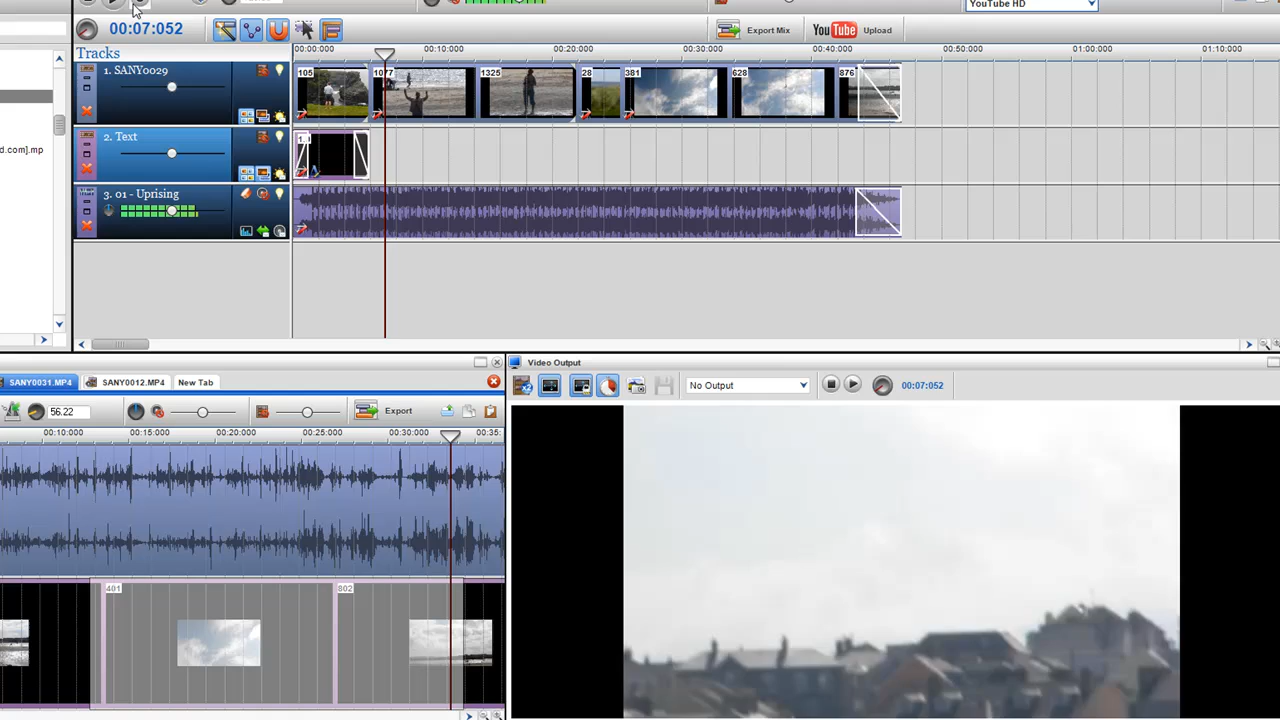 YouTube HD
00:07:052
Export Mix
YouTube Upload
Tracks
00:00:000 00:10:000 00:20:000 00:30:000 00:40:000 00:50:000 01:00:000 01:10:000
1. SANY0029
105 1077 1325 28 381 628 876
2. Text
d.com].mp
3. 01 - Uprising
Video Output
SANY0031.MP4 SANY0012.MP4 New Tab
No Output
00:07:052
56.22
Export
00:10:000 00:15:000 00:20:000 00:25:000 00:30:000 00:35:
401 802